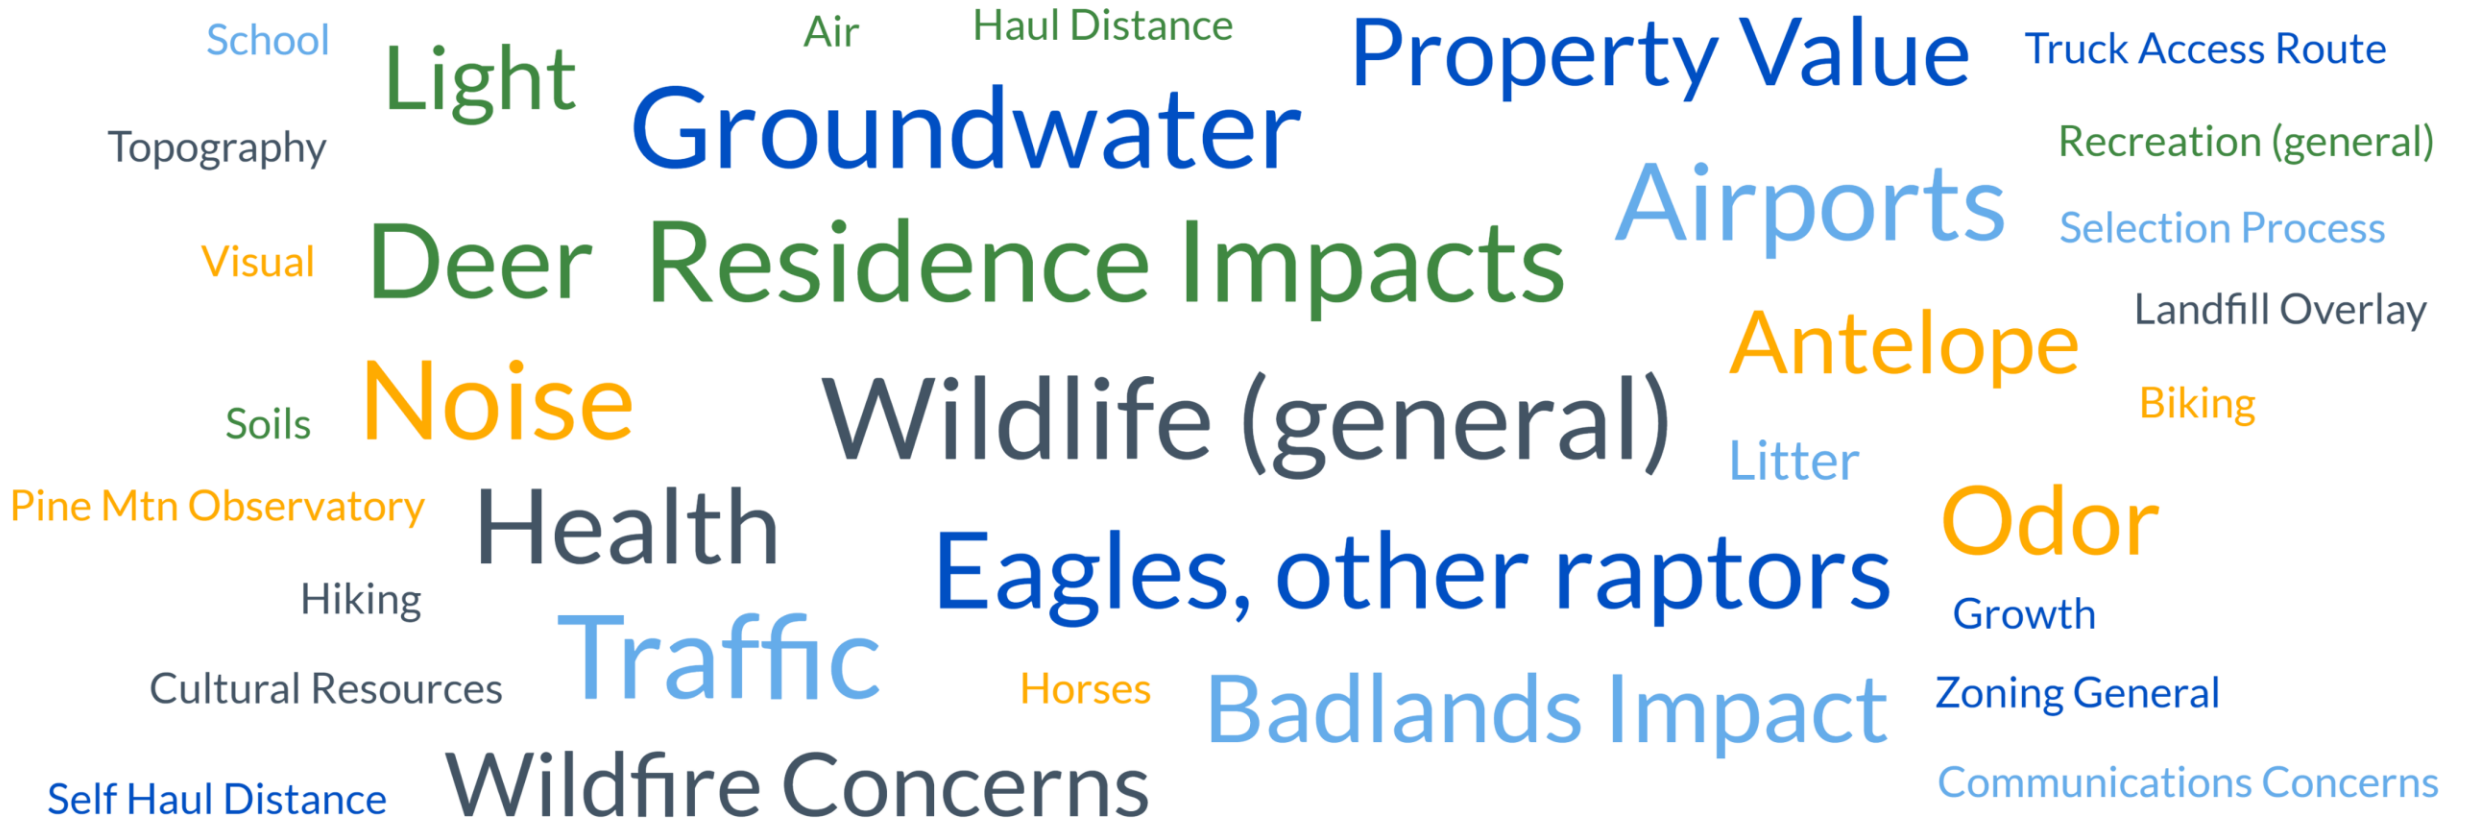 School
Light
Air
Haul Distance
Property Value
Truck Access Route
Topography
Groundwater
Recreation (general)
Airports
Visual
Deer
Residence Impacts
Selection Process
Antelope
Landfill Overlay
Soils
Noise
Wildlife (general)
Biking
Litter
Pine Mtn Observatory
Health
Odor
Hiking
Eagles, other raptors
Growth
Traffic
Cultural Resources
Horses
Badlands Impact
Zoning General
Self Haul Distance
Wildfire Concerns
Communications Concerns